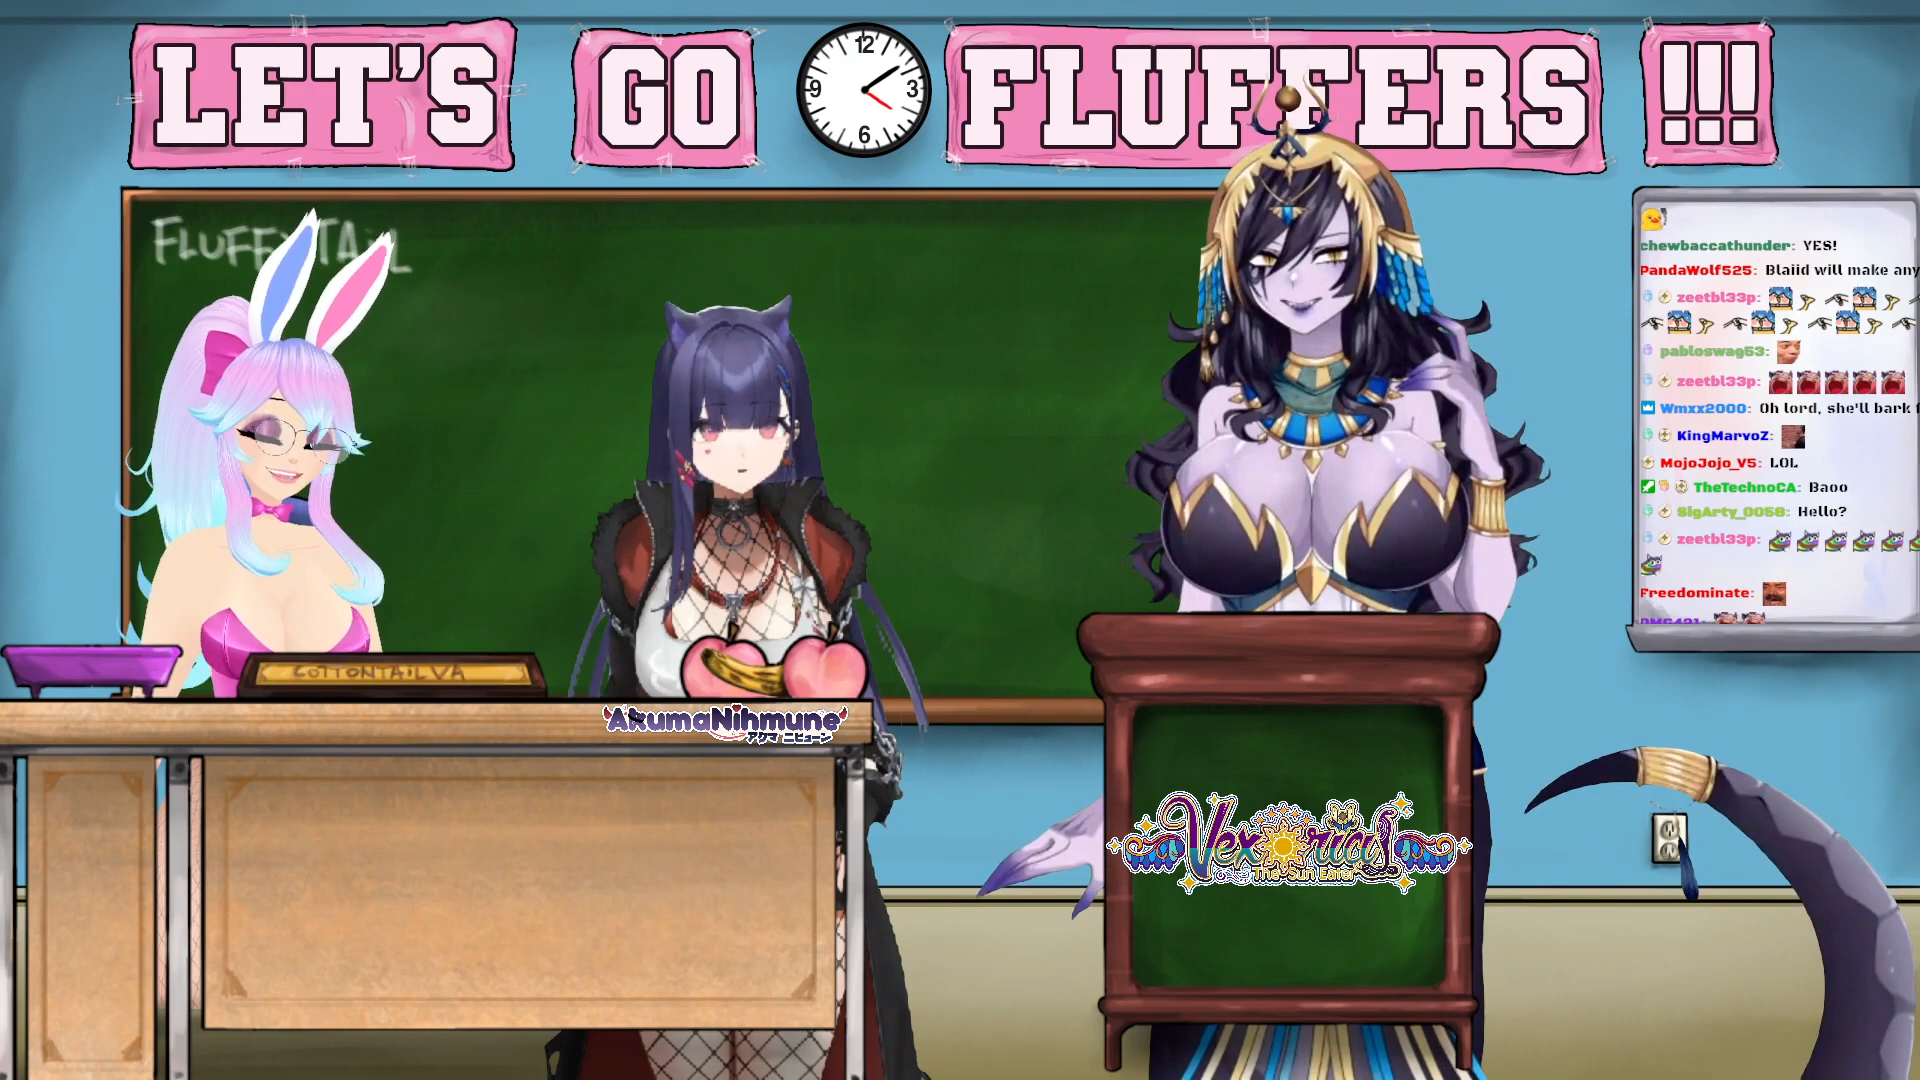 LET'S GO FLUFFERS !!!
12
9 3
6
FLUFFYTAIL
chewbaccathunder: YES!
PandaWolf525: Blaiid will make any
zeetbl33p:
pabloswag53:
zeetbl33p:
Wmxx2000: Oh lord, she'll bark
KingMarvoZ:
MojoJojo_V5: LOL
TheTechnoCA: Baoo
SigArty_0058: Hello?
zeetbl33p:
Freedominate:
COTTONTAILVA
AkumaNihmune
アクマ ニヒューン
Vexoria
The Sun Eater